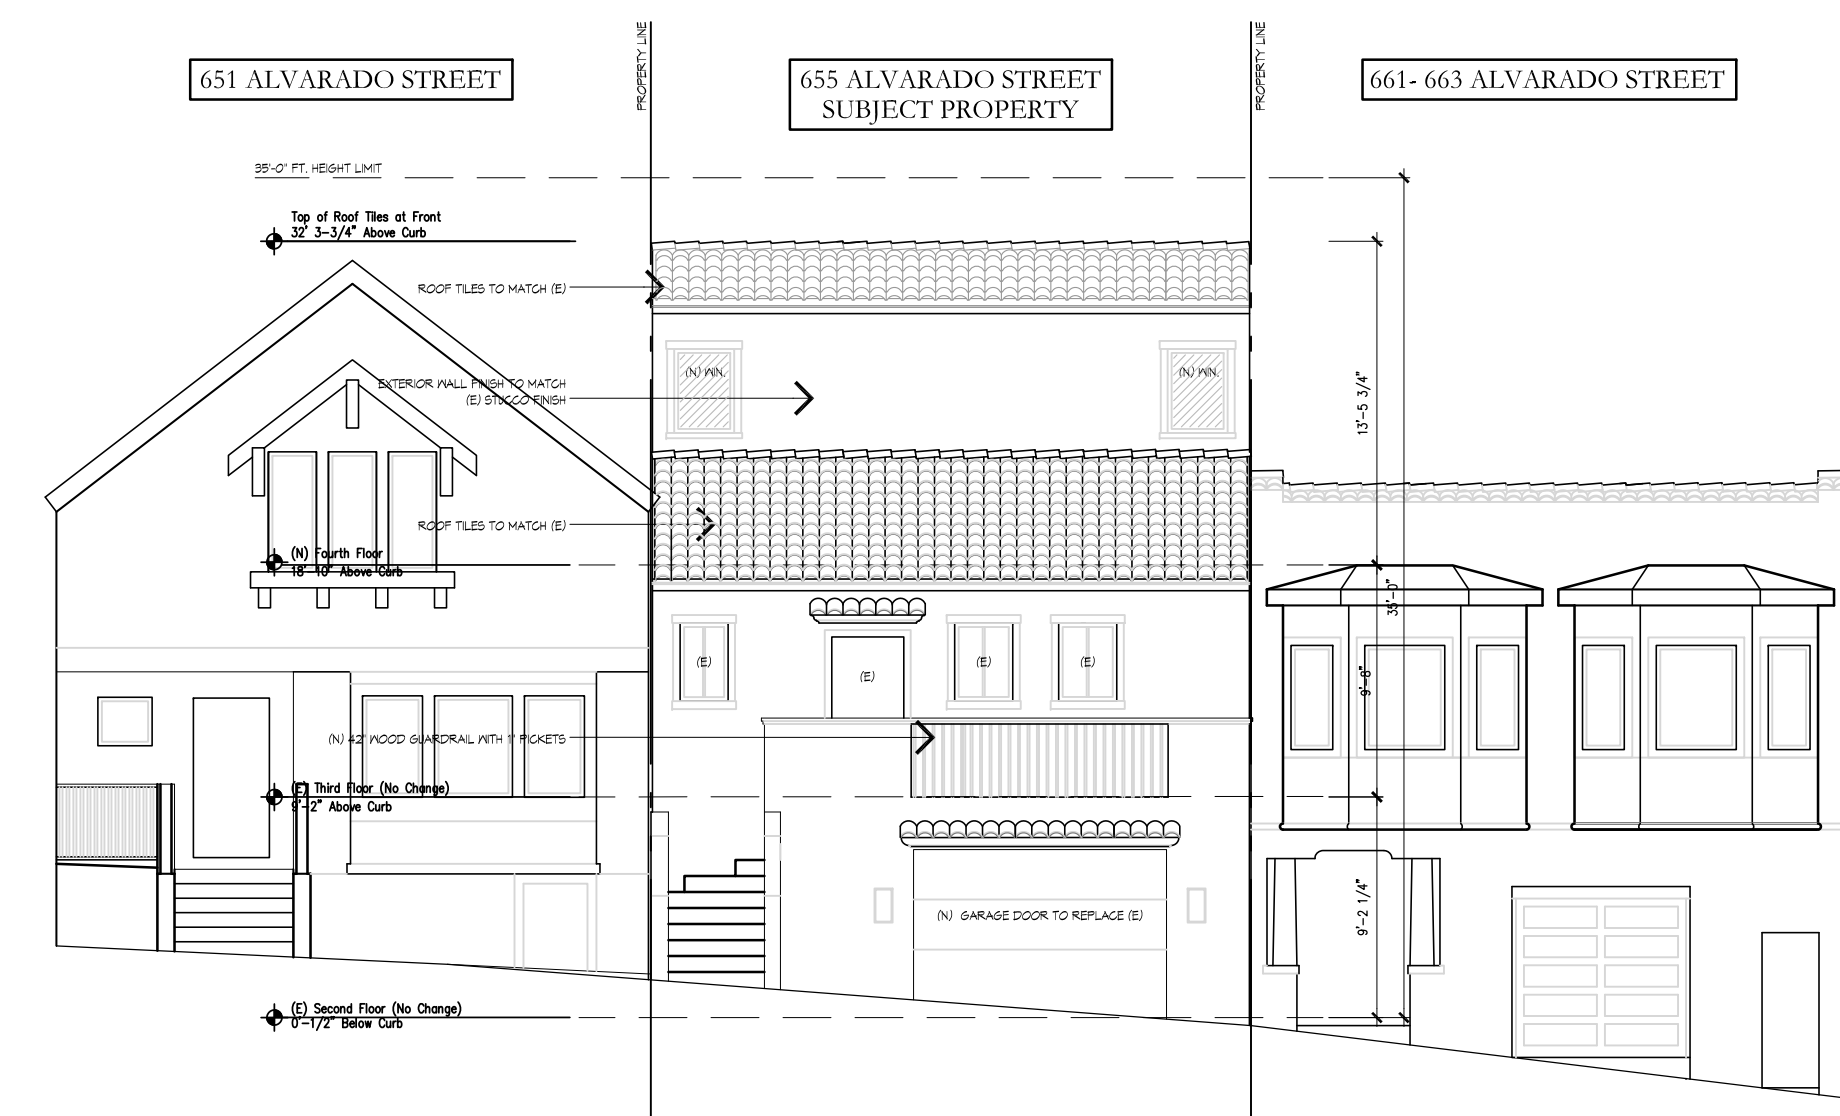 PROPERTY LINE
PROPERTY LINE
651 ALVARADO STREET
655 ALVARADO STREET
SUBJECT PROPERTY
661- 663 ALVARADO STREET
35'-0" FT. HEIGHT LIMIT
Top of Roof Tiles at Front
32' 3-3/4" Above Curb
ROOF TILES TO MATCH (E)
(N) WIN.
(N) WIN.
EXTERIOR WALL FINISH TO MATCH
(E) STUCCO FINISH
13'-5 3/4"
ROOF TILES TO MATCH (E)
(N) Fourth Floor
18' 10" Above Curb
35'-0"
(E)
(E)
(E)
(E)
9'-8"
(N) 42" WOOD GUARDRAIL WITH 1" PICKETS
(E) Third Floor (No Change)
9'-2" Above Curb
9'-2 1/4"
(N) GARAGE DOOR TO REPLACE (E)
(E) Second Floor (No Change)
0'-1/2" Below Curb